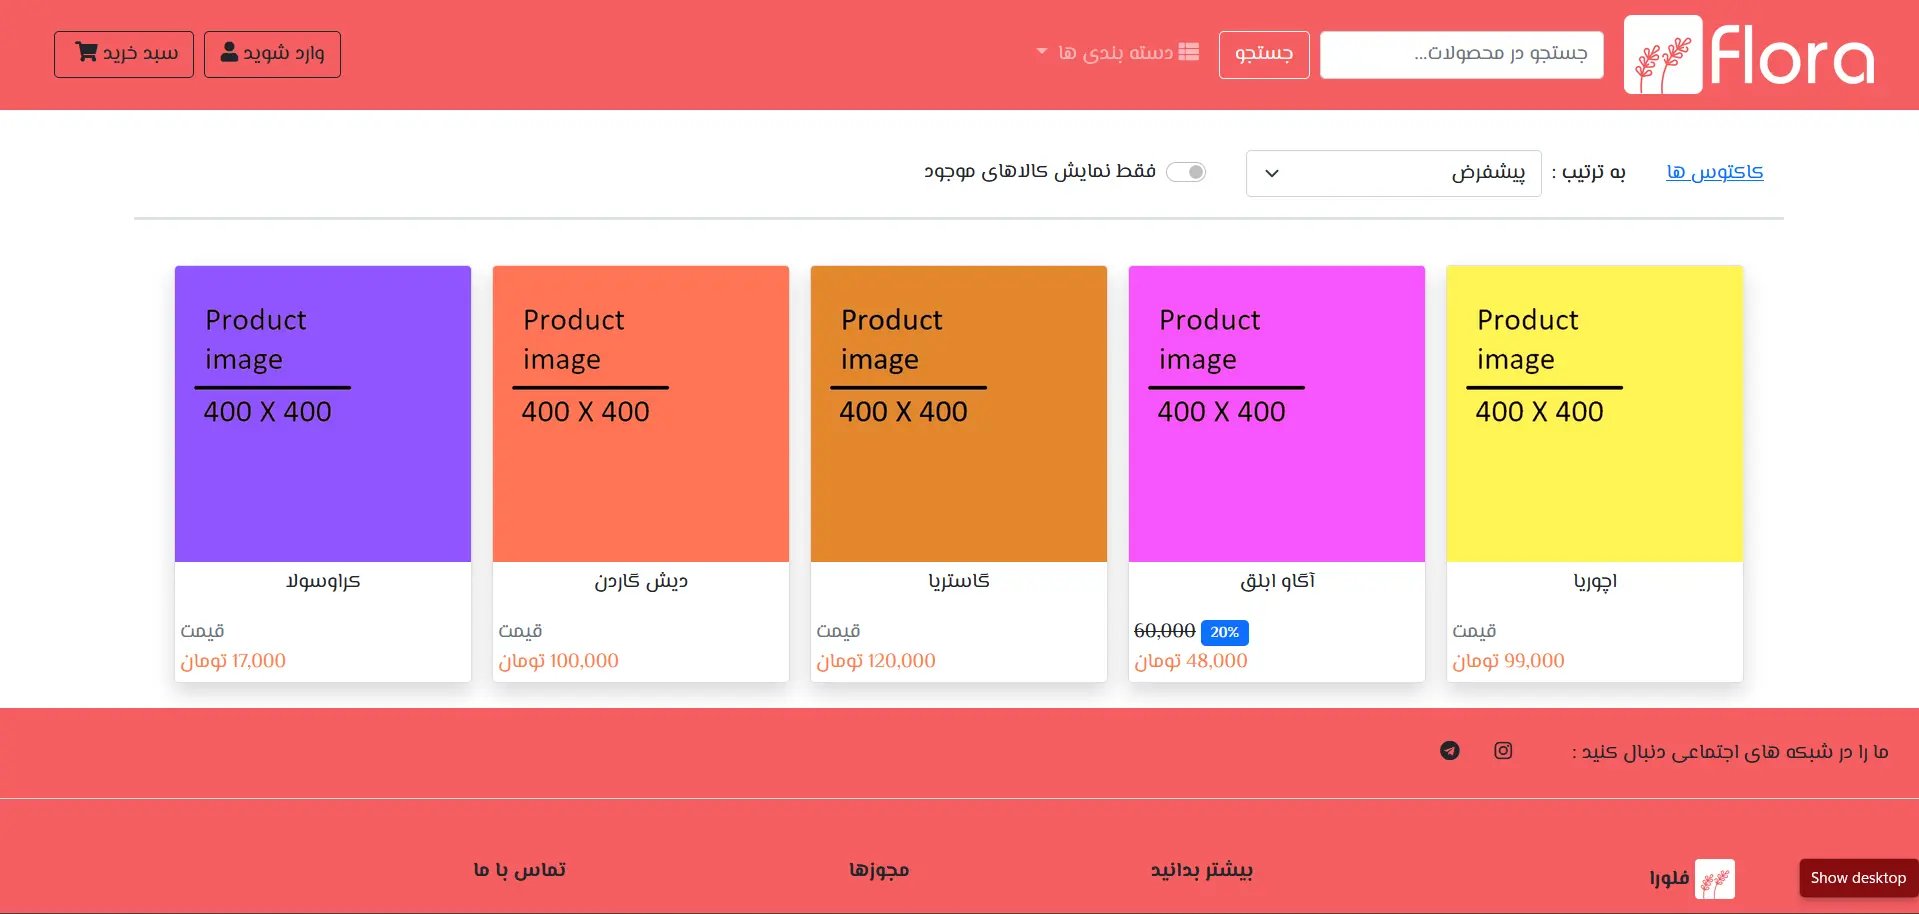 flora
جستجو در محصولات...
جستجو
دسته بندی ها
وارد شوید
سبد خرید
کاکتوس ها
به ترتیب :
پیشفرض
فقط نمایش کالاهای موجود
Product
image
400 X 400
اچوریا
قیمت
99,000 تومان
Product
image
400 X 400
آگاو ابلق
60,000 20%
48,000 تومان
Product
image
400 X 400
گاستریا
قیمت
120,000 تومان
Product
image
400 X 400
دیش گاردن
قیمت
100,000 تومان
Product
image
400 X 400
کراوسولا
قیمت
17,000 تومان
ما را در شبکه های اجتماعی دنبال کنید :
فلورا
بیشتر بدانید
مجوزها
تماس با ما
Show desktop